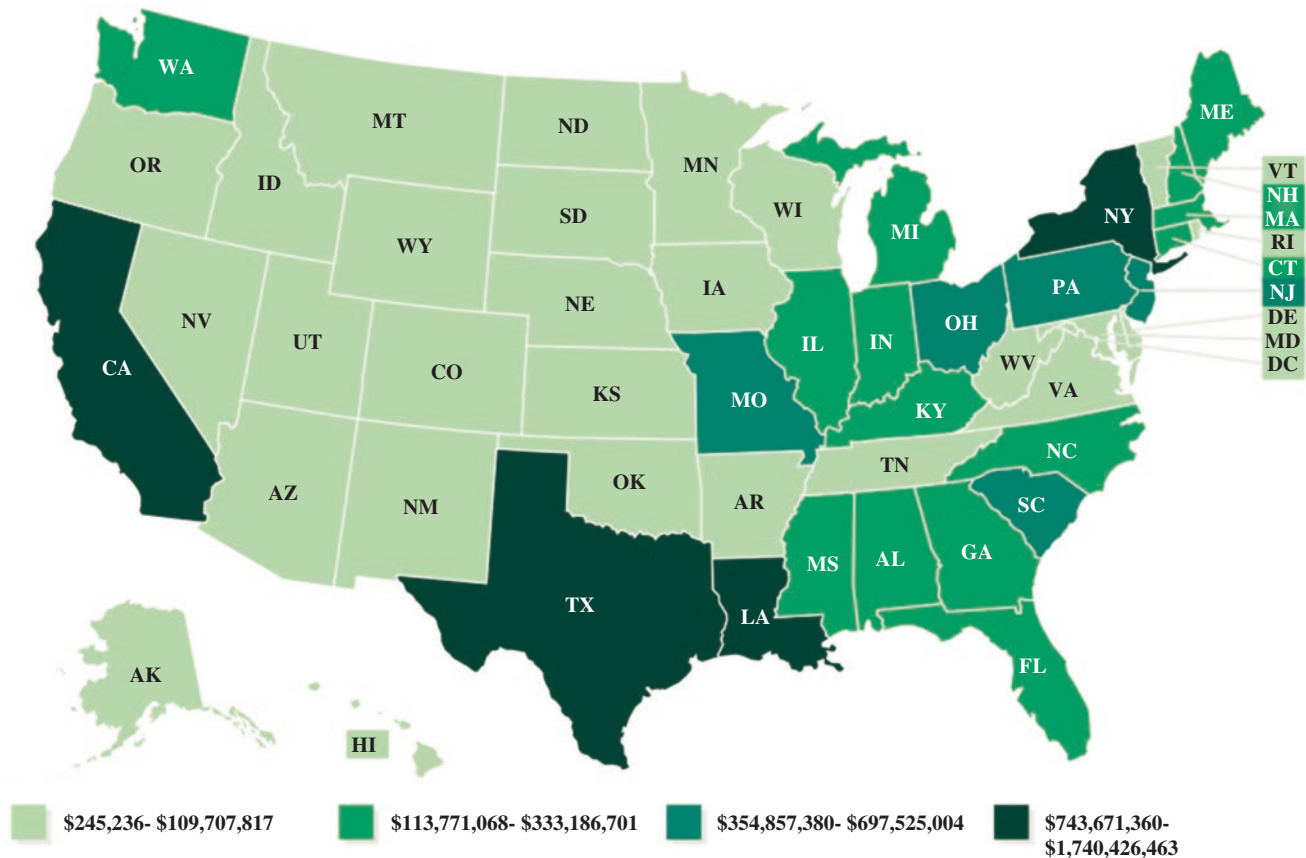 WA
ME
MT
ND
OR
MN
VT
ID
NH
SD
WI
NY
MA
WY
MI
RI
CT
IA
PA
NJ
NE
NV
OH
DE
UT
IL
IN
MD
CA
CO
WV
DC
KS
MO
VA
KY
NC
TN
OK
AZ
AR
SC
NM
MS
AL
GA
TX
LA
FL
AK
HI
$245,236- $109,707,817
$113,771,068- $333,186,701
$354,857,380- $697,525,004
$743,671,360-
$1,740,426,463